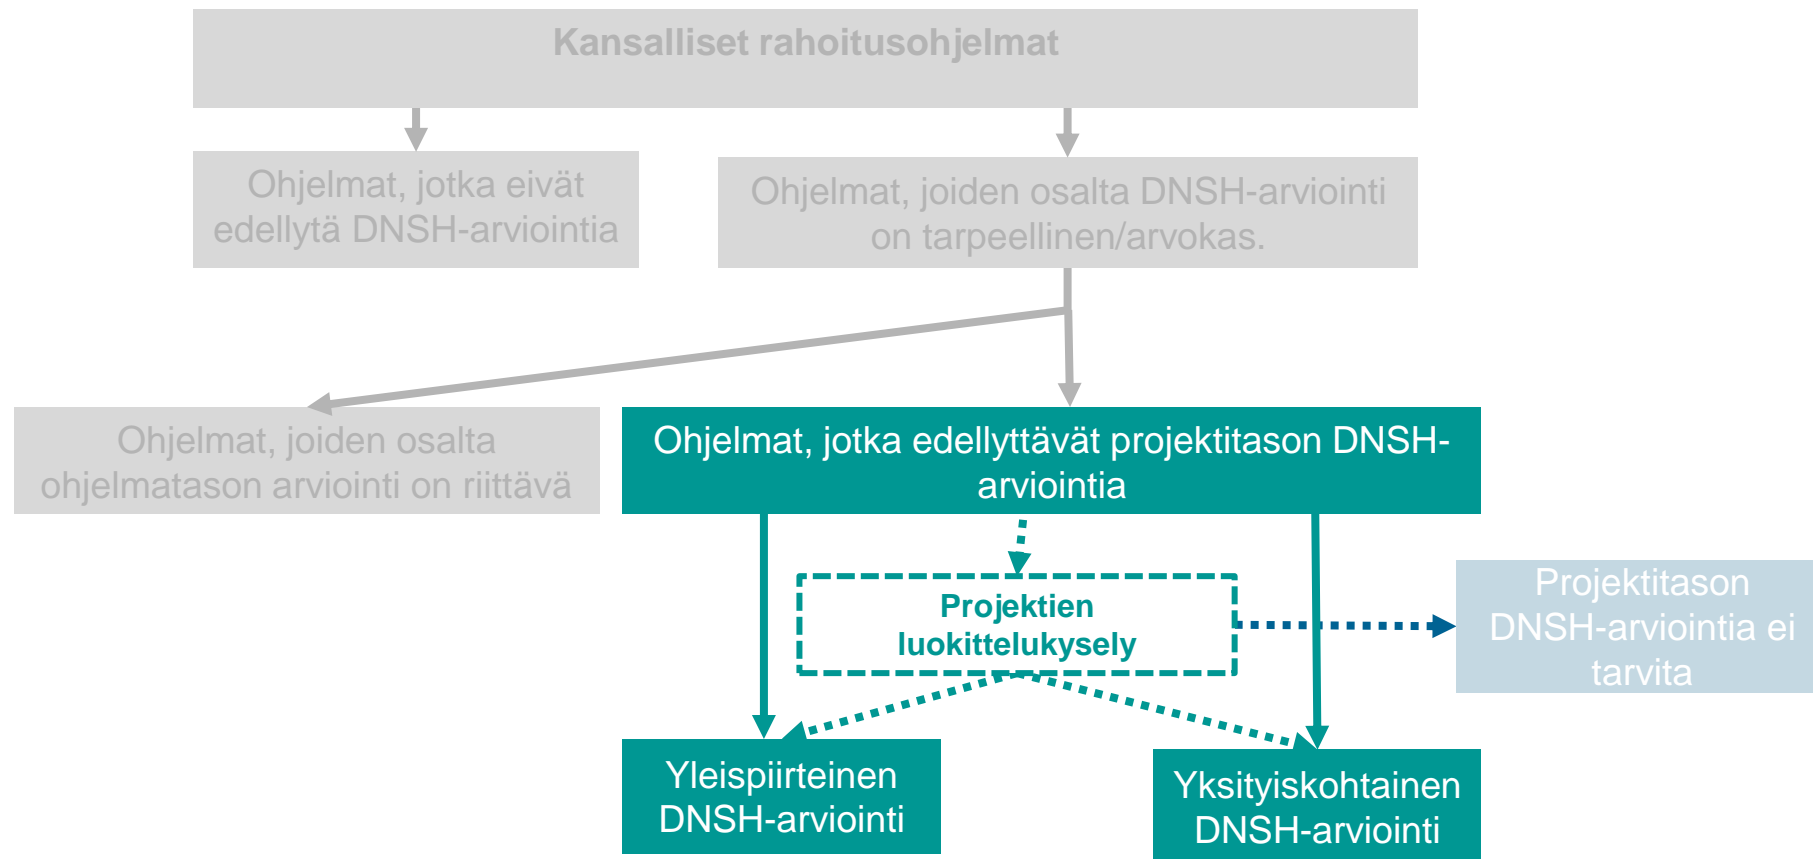 Kansalliset rahoitusohjelmat
Ohjelmat, jotka eivät
edellytä DNSH-arviointia
Ohjelmat, joiden osalta DNSH-arviointi
on tarpeellinen/arvokas.
Ohjelmat, joiden osalta
ohjelmatason arviointi on riittävä
Ohjelmat, jotka edellyttävät projektitason DNSH-
arviointia
Projektien
luokittelukysely
Projektitason
DNSH-arviointia ei
tarvita
Yleispiirteinen
DNSH-arviointi
Yksityiskohtainen
DNSH-arviointi